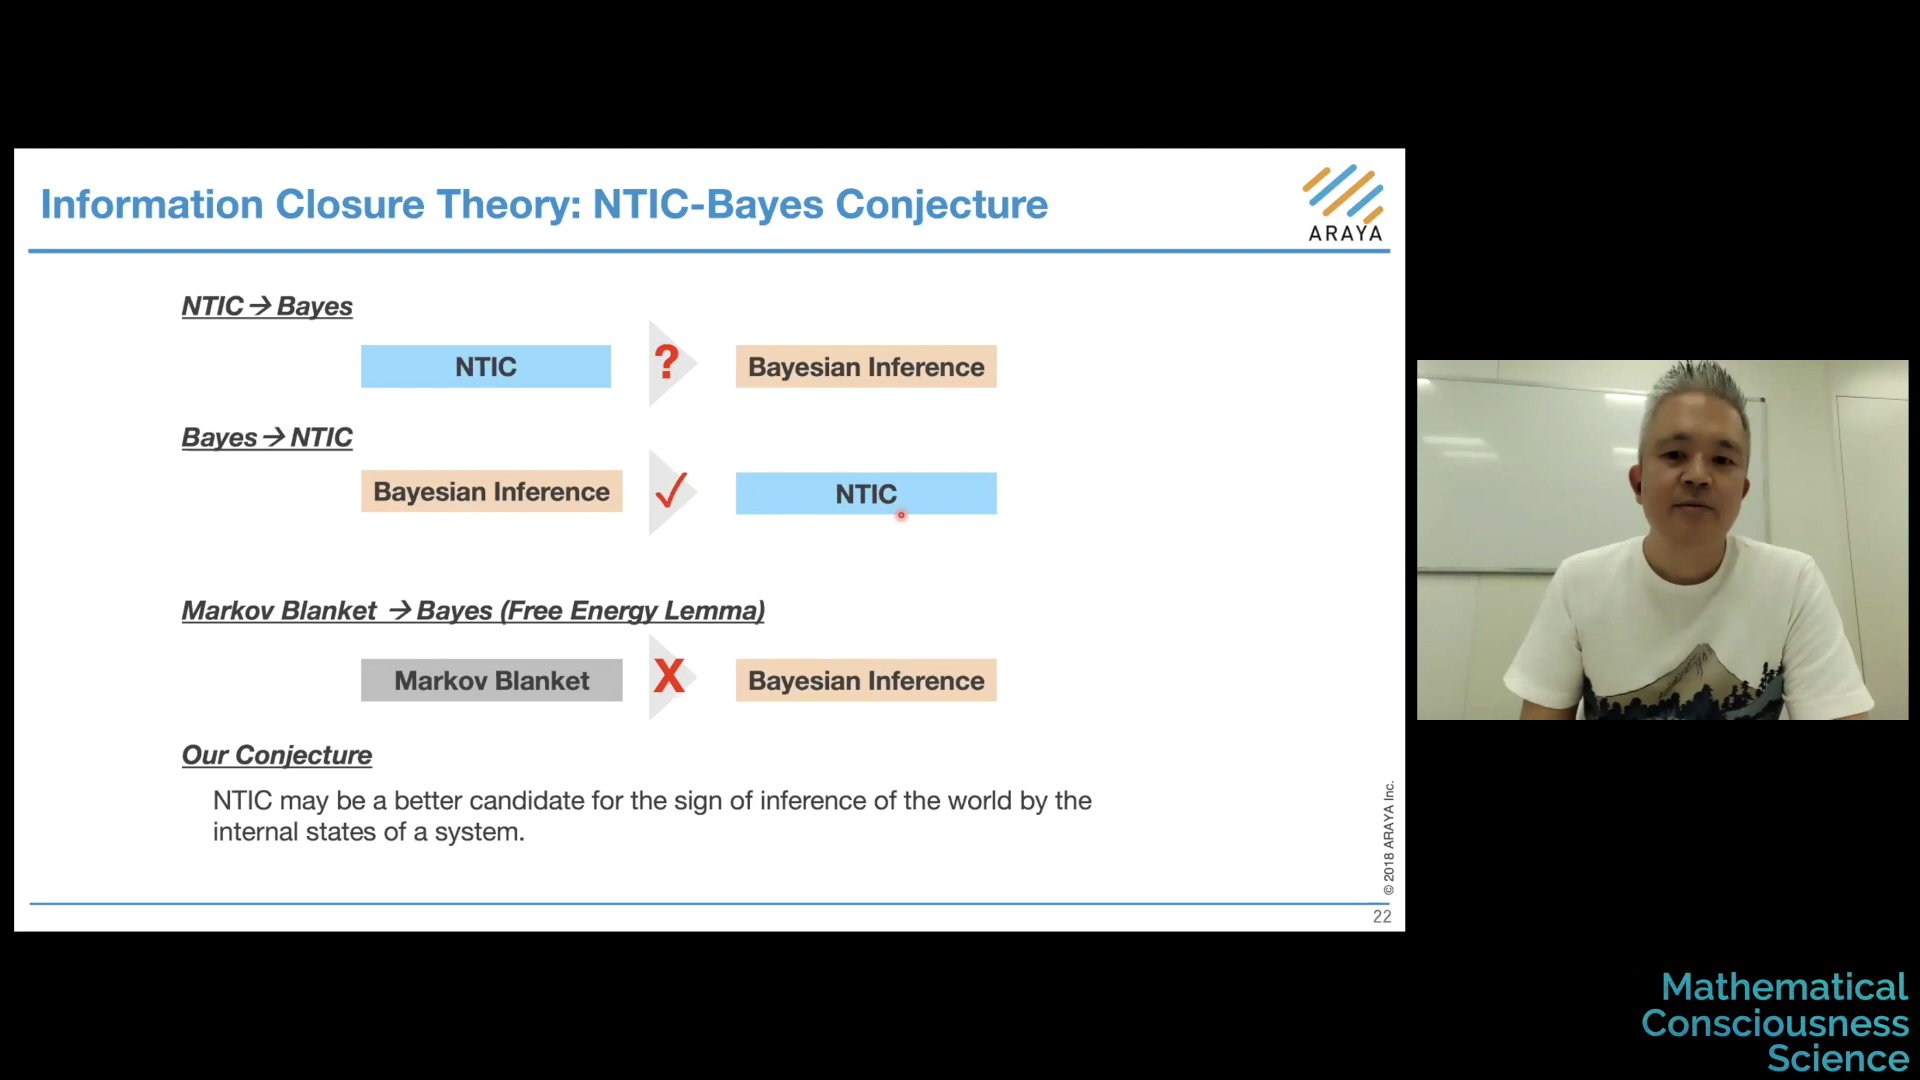 Information Closure Theory: NTIC-Bayes Conjecture
ARAYA
NTIC→Bayes
NTIC
?
Bayesian Inference
Bayes→NTIC
Bayesian Inference
✓
NTIC
Markov Blanket →Bayes (Free Energy Lemma)
Markov Blanket
X
Bayesian Inference
Our Conjecture
NTIC may be a better candidate for the sign of inference of the world by the
internal states of a system.
© 2018 ARAYA Inc.
22
Mathematical
Consciousness
Science